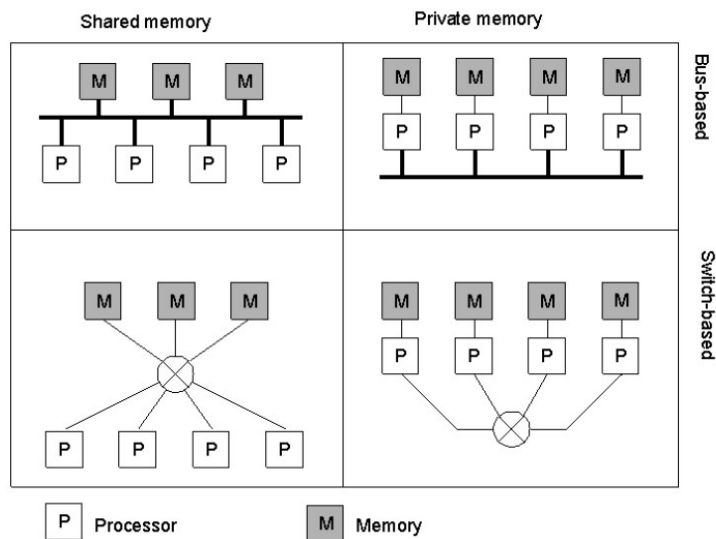 Shared memory
Private memory
M M M
P P P P
M M M M
P P P P
Bus-based
M M M
P P P P
M M M M
P P P P
Switch-based
P Processor
M Memory